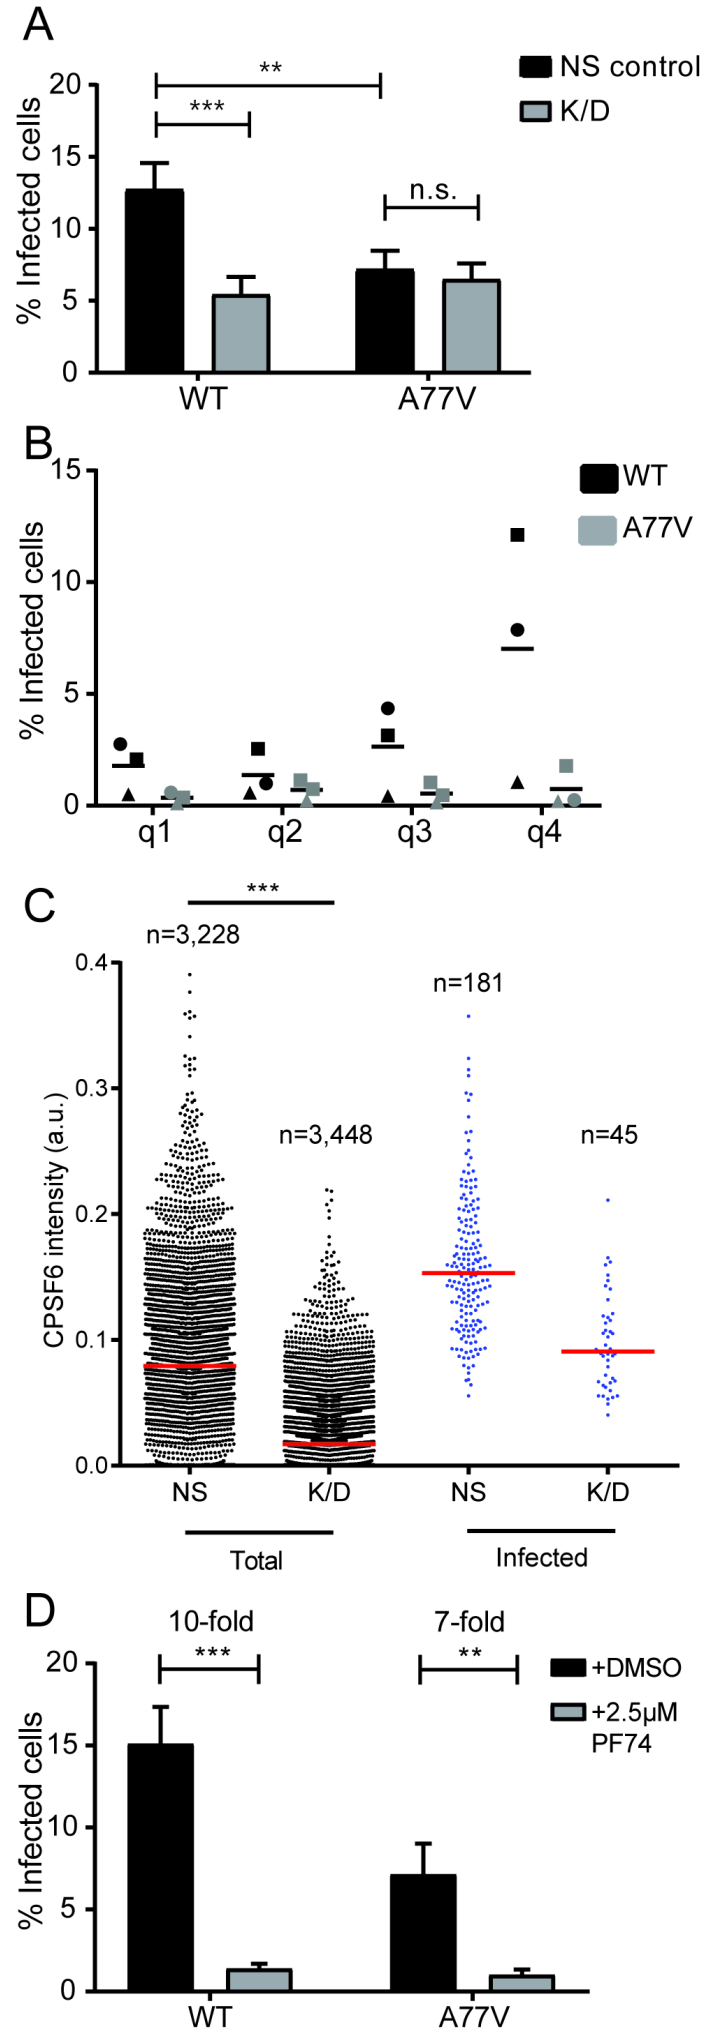 A
NS control
K/D
**
***
n.s.
20
15
10
5
0
% Infected cells
WT
A77V
B
WT
A77V
15
10
5
0
% Infected cells
q1
q2
q3
q4
C
***
n=3,228
n=181
n=3,448
n=45
0.4
0.3
0.2
0.1
0.0
CPSF6 intensity (a.u.)
NS
K/D
NS
K/D
Total
Infected
D
10-fold
7-fold
***
**
+DMSO
+2.5µM
PF74
20
15
10
5
0
% Infected cells
WT
A77V